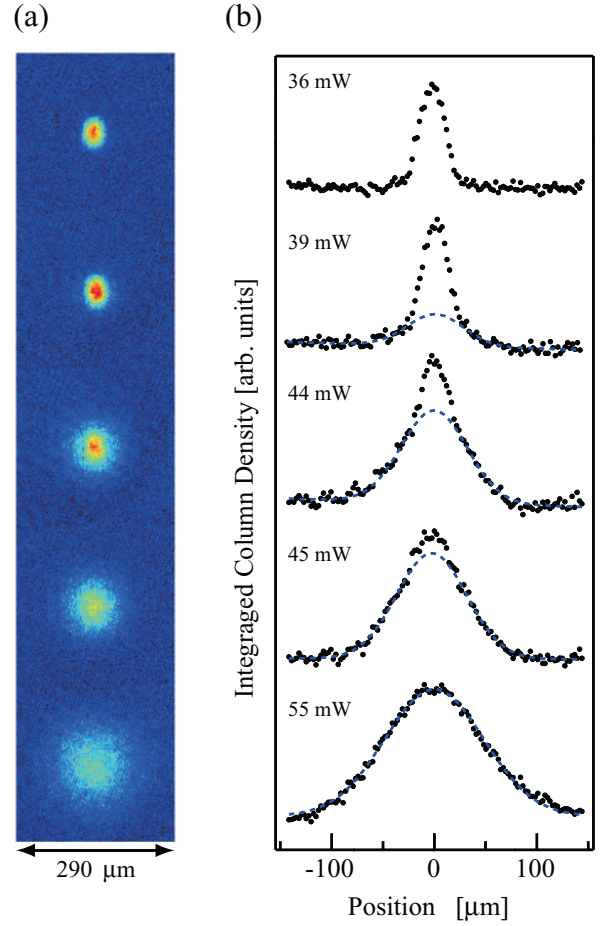 (a)
(b)
36 mW
39 mW
44 mW
45 mW
55 mW
Integraged Column Density [arb. units]
-100
0
100
Position [μm]
290 μm